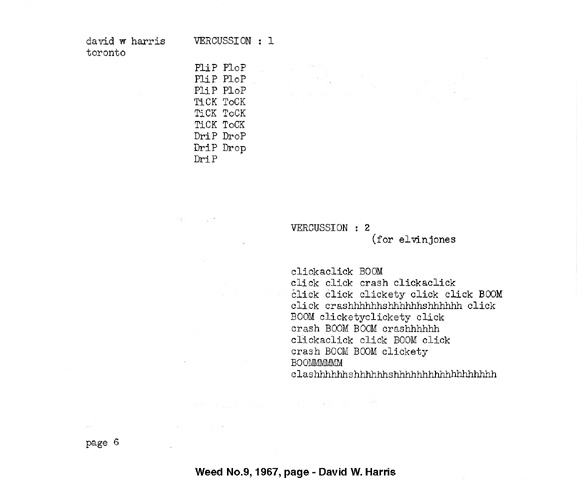 david w harris
toronto
VERCUSSION : 1
FLiP FLoP
FLiP FLoP
FLiP FLoP
TiCK ToCK
TiCK ToCK
TiCK ToCK
DriP DroP
DriP Drop
DriP
VERCUSSION : 2
(for elvinjones
clickaclick BOOM
click click crash clickaclick
click click clickety click click BOOM
click crashhhhhhshhhhhhshhhhhh click
BOOM clicketyclickety click
crash BOOM BOOM crashhhhhh
clickaclick click BOOM click
crash BOOM BOOM clickety
BOOMMMMMM
clashhhhhhshhhhhhshhhhhhhhhhhhhhhhhh
page 6
Weed No.9, 1967, page - David W. Harris